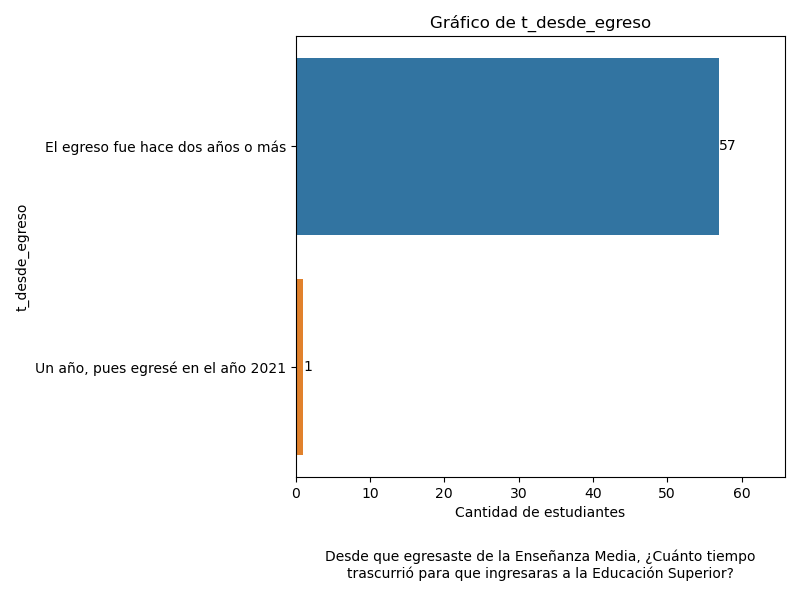 Gráfico de t_desde_egreso
t_desde_egreso
El egreso fue hace dos años o más
57
Un año, pues egresé en el año 2021
1
0 10 20 30 40 50 60
Cantidad de estudiantes
Desde que egresaste de la Enseñanza Media, ¿Cuánto tiempo
trascurrió para que ingresaras a la Educación Superior?